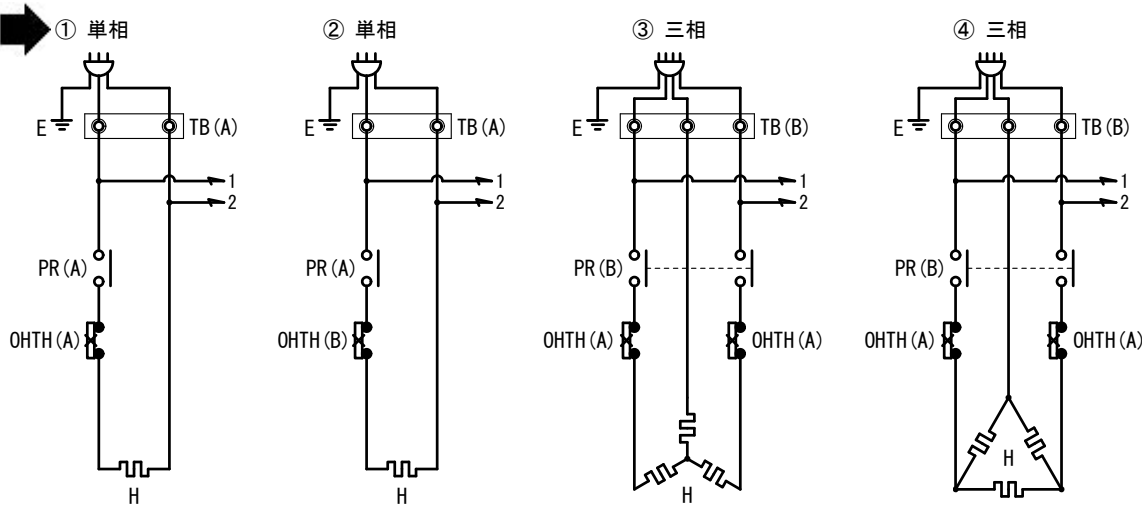 ① 単相
② 単相
③ 三相
④ 三相
E
TB(A)
E
TB(A)
E
TB(B)
E
TB(B)
1
1
1
1
2
2
2
2
PR(A)
PR(A)
PR(B)
PR(B)
OHTH(A)
OHTH(B)
OHTH(A)
OHTH(A)
OHTH(A)
OHTH(A)
H
H
H
H